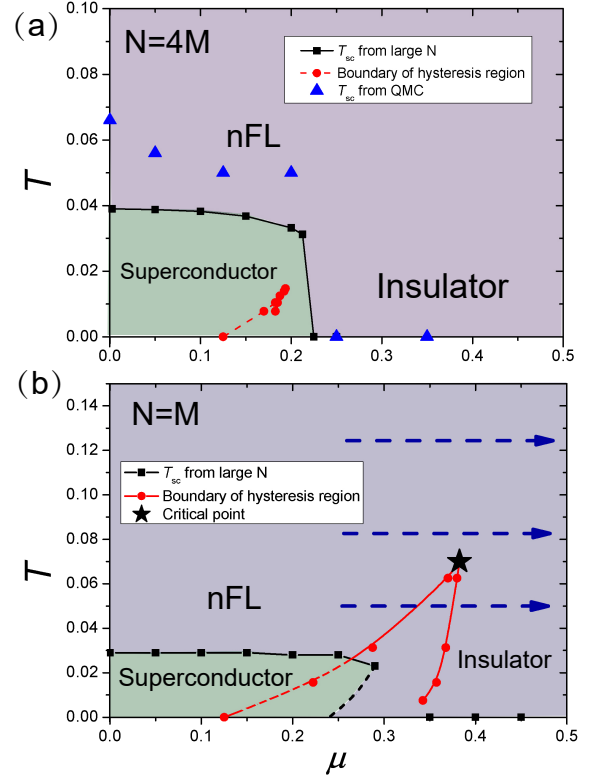 (a)
N=4M
T_sc from large N
Boundary of hysteresis region
T_sc from QMC
nFL
Superconductor
Insulator
T
0.10
0.08
0.06
0.04
0.02
0.00
0.0 0.1 0.2 0.3 0.4 0.5
(b)
N=M
T_sc from large N
Boundary of hysteresis region
Critical point
nFL
Superconductor
Insulator
T
0.14
0.12
0.10
0.08
0.06
0.04
0.02
0.00
0.0 0.1 0.2 0.3 0.4 0.5
μ